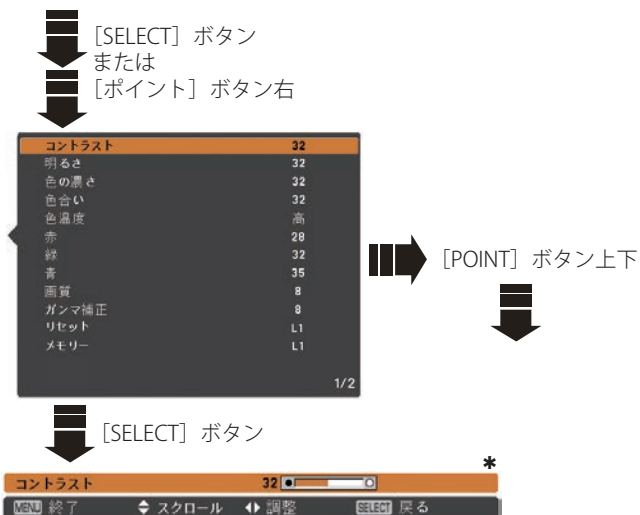 ［SELECT］ボタン
または
［ポイント］ボタン右
コントラスト 32
明るさ 32
色の濃さ 32
色合い 32
色温度 高
赤 28
緑 32
青 35
画質 8
ガンマ補正 8
リセット L1
メモリー L1
1/2
［POINT］ボタン上下
［SELECT］ボタン
*
コントラスト 32
MENU 終了 スクロール 調整 SELECT 戻る